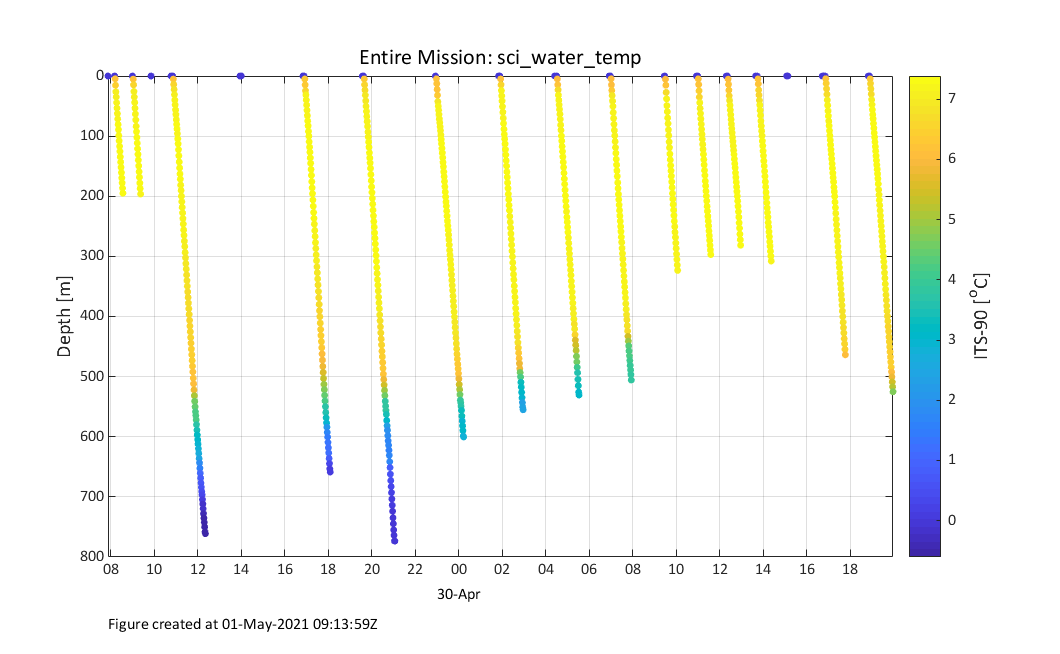 Entire Mission: sci_water_temp
0
100
200
300
400
500
600
700
800
Depth [m]
08 10 12 14 16 18 20 22 00 02 04 06 08 10 12 14 16 18
30-Apr
7
6
5
4
3
2
1
0
ITS-90 [°C]
Figure created at 01-May-2021 09:13:59Z